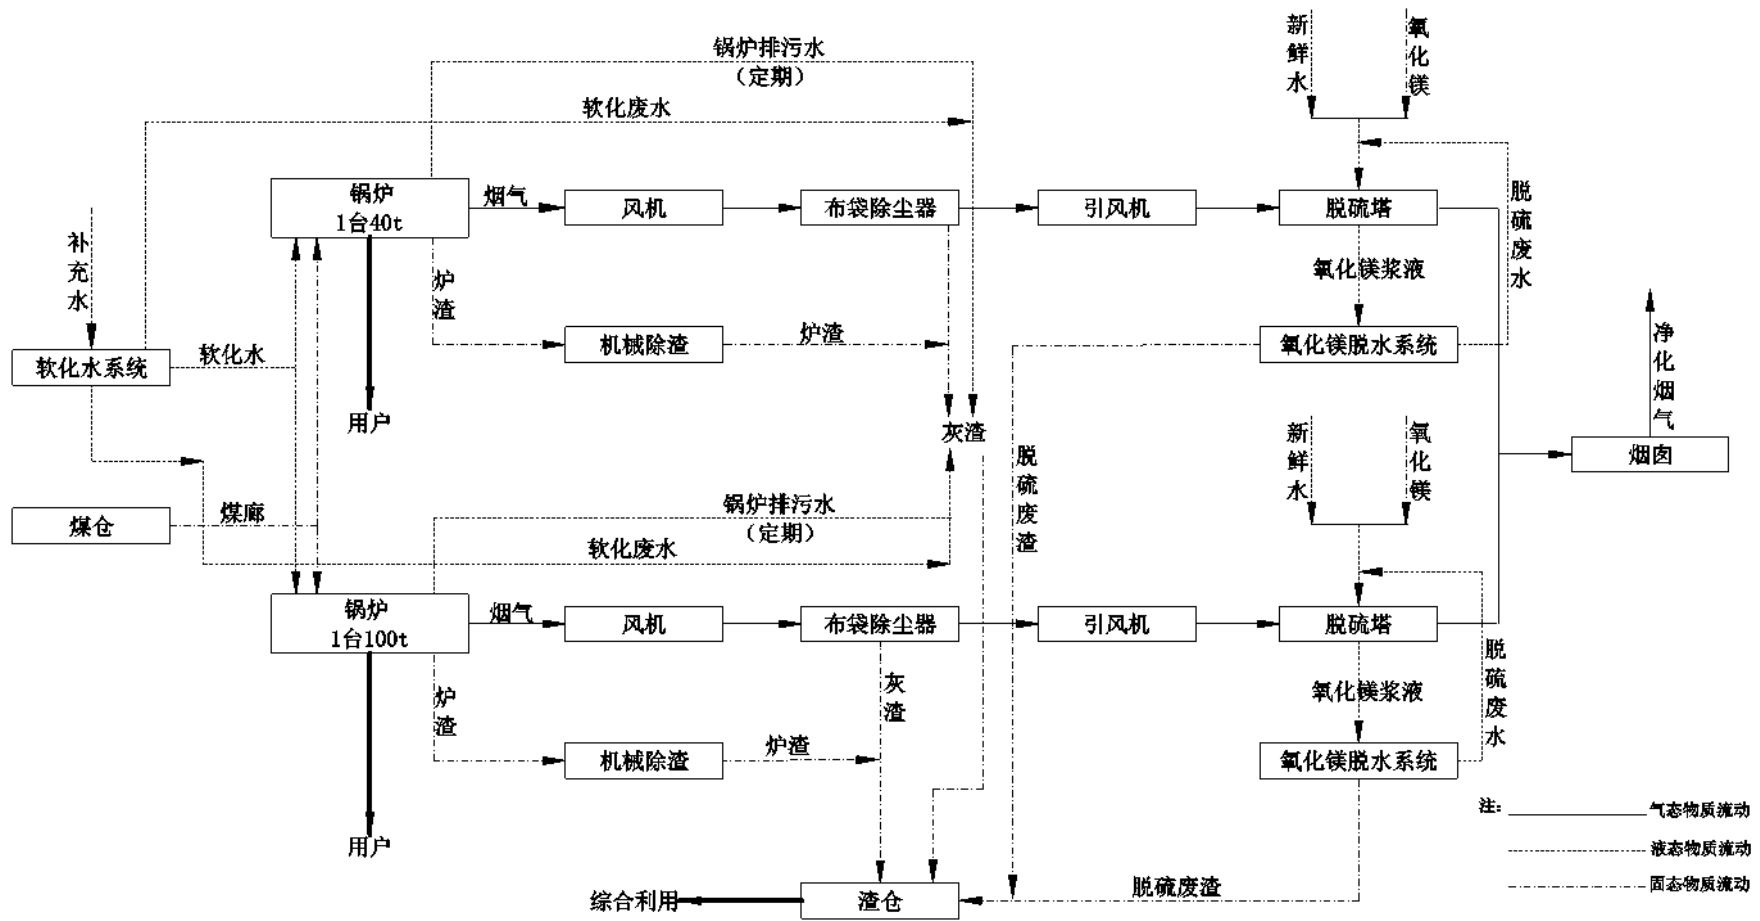 锅炉排污水
（定期）
软化废水
新鲜水
氧化镁
锅炉
1台40t
烟气
风机
布袋除尘器
引风机
脱硫塔
脱硫废水
补充水
炉渣
氧化镁浆液
机械除渣
炉渣
氧化镁脱水系统
软化水系统
软化水
用户
灰渣
净化烟气
烟囱
脱硫废渣
新鲜水
氧化镁
煤仓
煤廊
锅炉排污水
（定期）
软化废水
锅炉
1台100t
烟气
风机
布袋除尘器
引风机
脱硫塔
脱硫废水
炉渣
灰渣
氧化镁浆液
机械除渣
炉渣
氧化镁脱水系统
用户
注：
气态物质流动
液态物质流动
固态物质流动
综合利用
渣仓
脱硫废渣